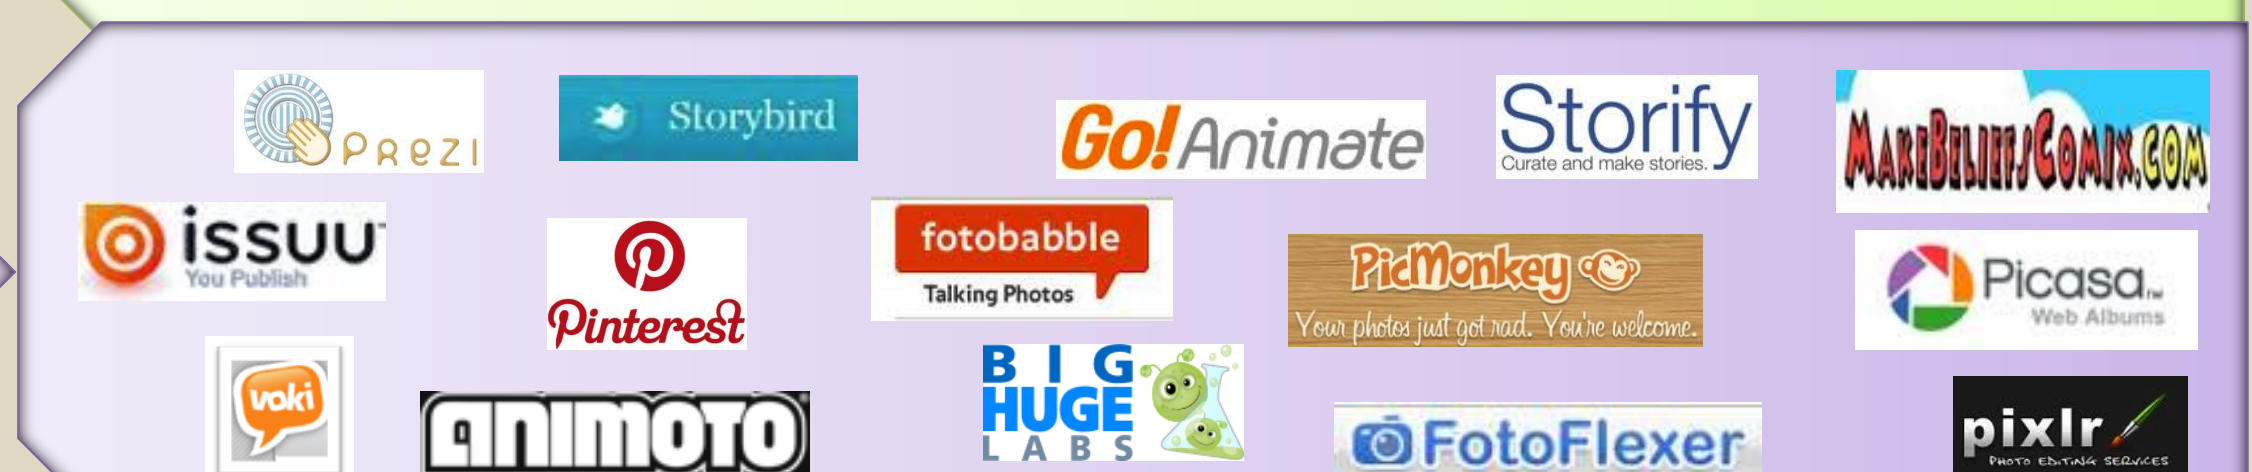 PREZI
Storybird
Go!Animate
Storify
Curate and make stories.
MAKEBELIEFSCOMIX.COM
issuu
You Publish
Pinterest
fotobabble
Talking Photos
PicMonkey
Your photos just got rad. You're welcome.
Picasa™
Web Albums
voki
ANIMOTO
BIG
HUGE
LABS
FotoFlexer
pixlr
PHOTO EDITING SERVICES